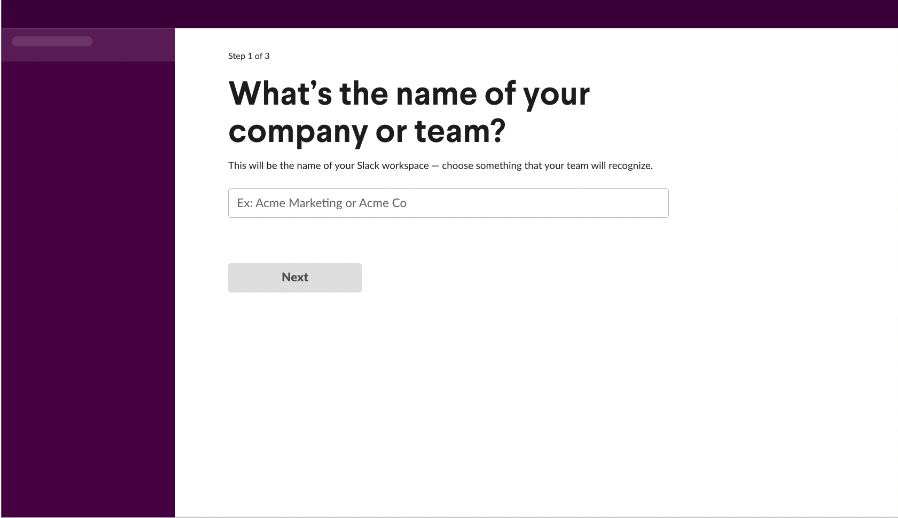 Step 1 of 3
What’s the name of your
company or team?
This will be the name of your Slack workspace — choose something that your team will recognize.
Ex: Acme Marketing or Acme Co
Next